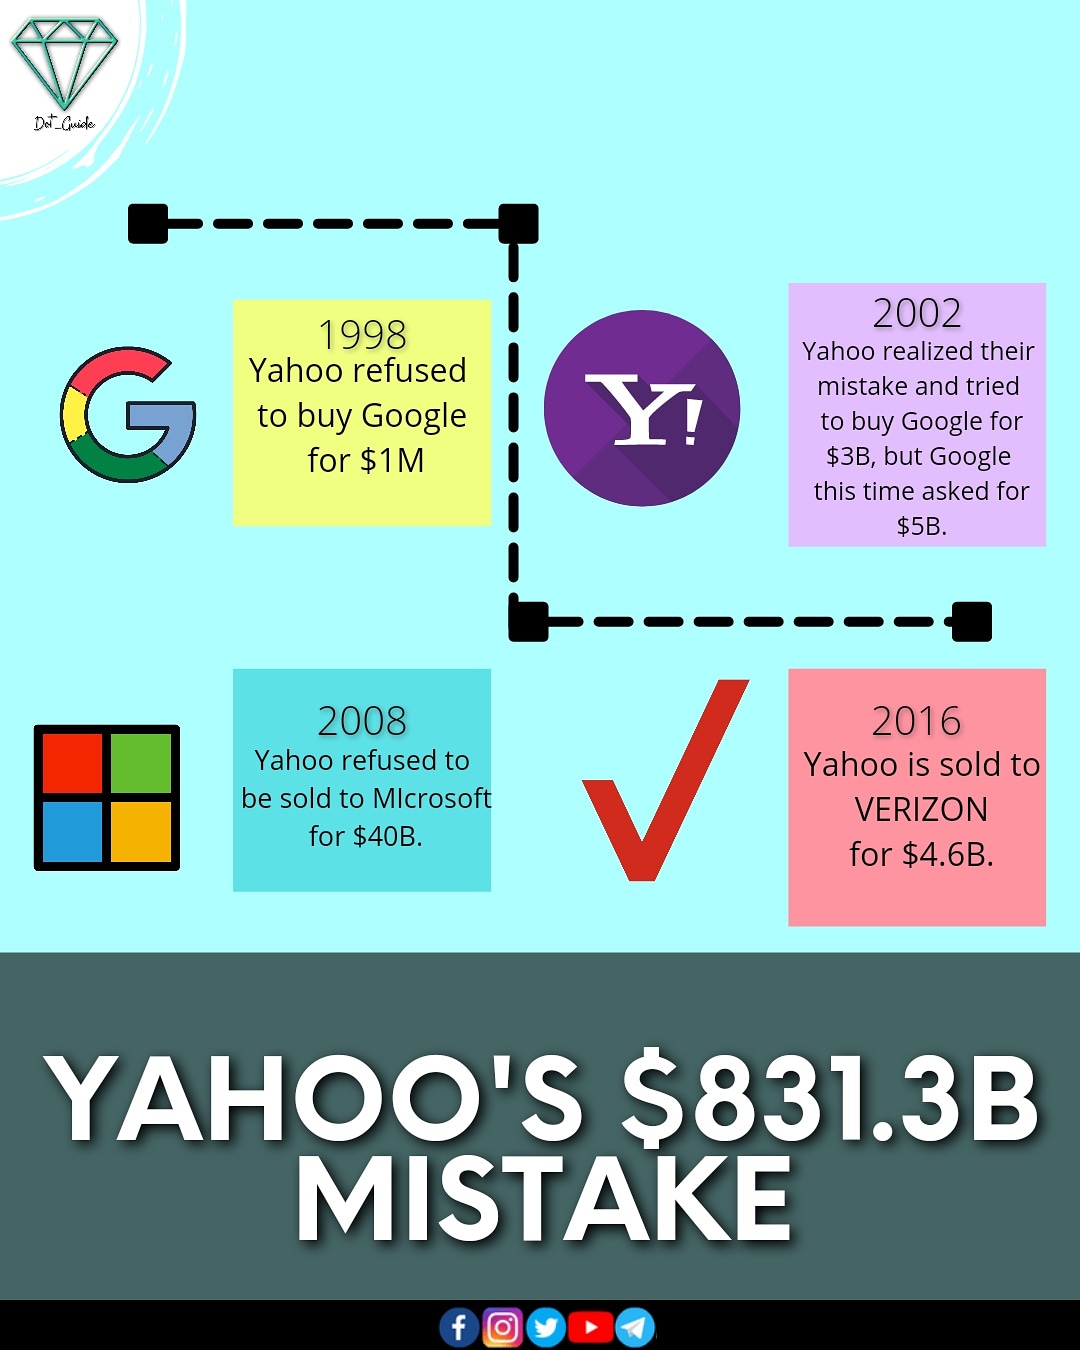 Dot_Guide
1998
Yahoo refused
to buy Google
for $1M
Y!
2002
Yahoo realized their
mistake and tried
to buy Google for
$3B, but Google
this time asked for
$5B.
2008
Yahoo refused to
be sold to MIcrosoft
for $40B.
2016
Yahoo is sold to
VERIZON
for $4.6B.
YAHOO'S $831.3B
MISTAKE